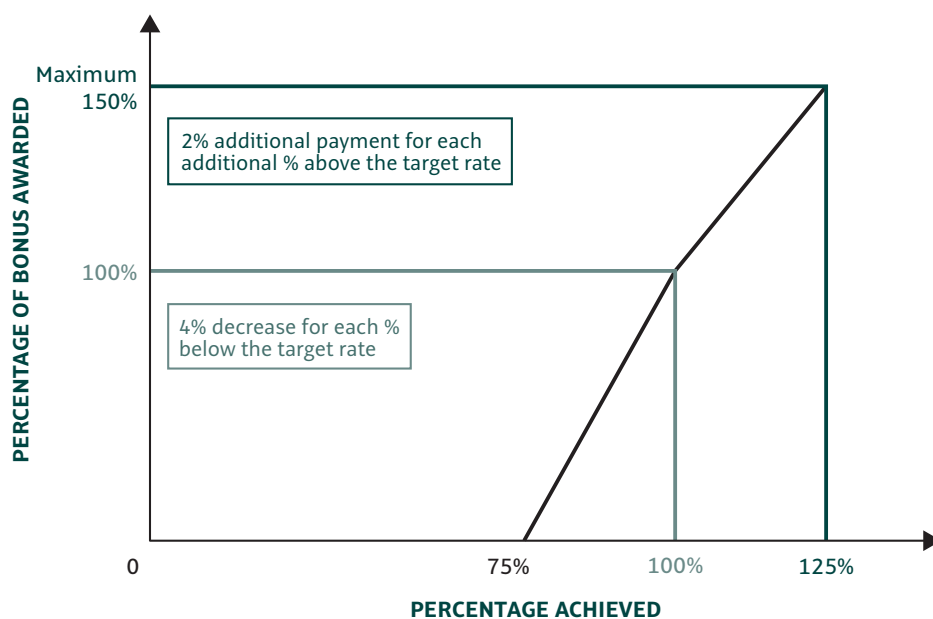 Maximum
150%
2% additional payment for each
additional % above the target rate
100%
4% decrease for each %
below the target rate
PERCENTAGE OF BONUS AWARDED
0
75%
100%
125%
PERCENTAGE ACHIEVED